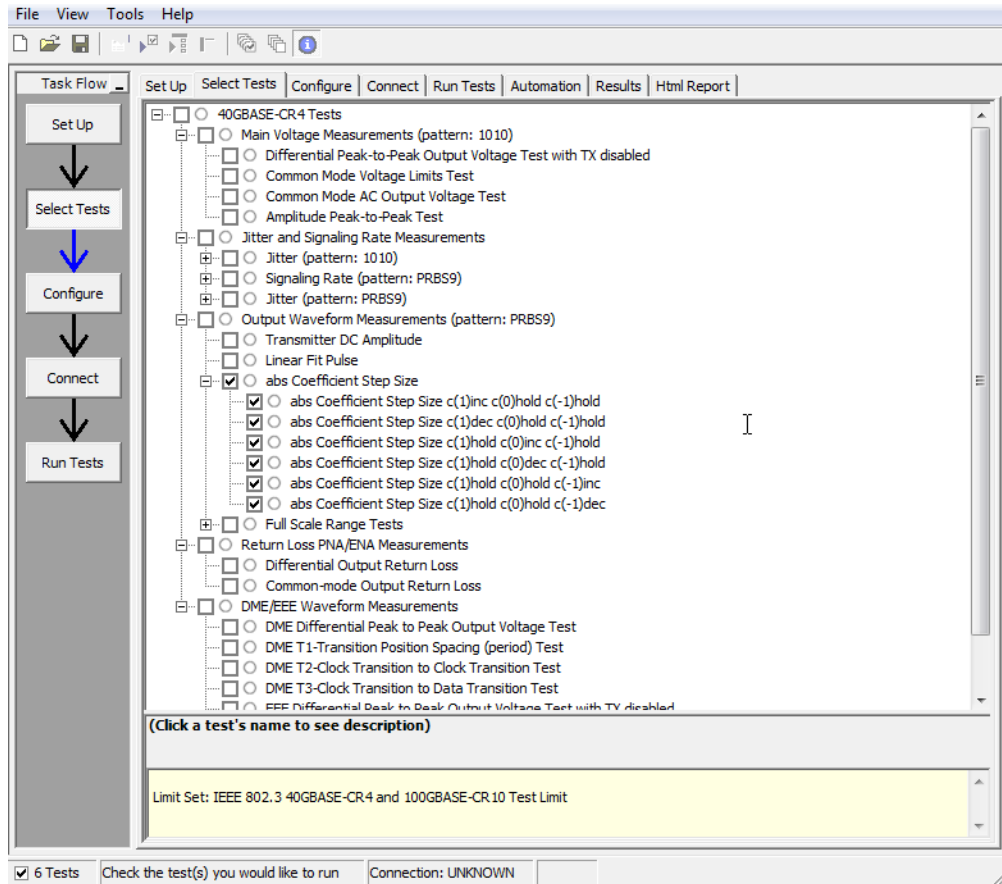 File View Tools Help
Task Flow
Set Up Select Tests Configure Connect Run Tests Automation Results Html Report
Set Up
Select Tests
Configure
Connect
Run Tests
40GBASE-CR4 Tests
Main Voltage Measurements (pattern: 1010)
Differential Peak-to-Peak Output Voltage Test with TX disabled
Common Mode Voltage Limits Test
Common Mode AC Output Voltage Test
Amplitude Peak-to-Peak Test
Jitter and Signaling Rate Measurements
Jitter (pattern: 1010)
Signaling Rate (pattern: PRBS9)
Jitter (pattern: PRBS9)
Output Waveform Measurements (pattern: PRBS9)
Transmitter DC Amplitude
Linear Fit Pulse
abs Coefficient Step Size
abs Coefficient Step Size c(1)inc c(0)hold c(-1)hold
abs Coefficient Step Size c(1)dec c(0)hold c(-1)hold
abs Coefficient Step Size c(1)hold c(0)inc c(-1)hold
abs Coefficient Step Size c(1)hold c(0)dec c(-1)hold
abs Coefficient Step Size c(1)hold c(0)hold c(-1)inc
abs Coefficient Step Size c(1)hold c(0)hold c(-1)dec
Full Scale Range Tests
Return Loss PNA/ENA Measurements
Differential Output Return Loss
Common-mode Output Return Loss
DME/EEE Waveform Measurements
DME Differential Peak to Peak Output Voltage Test
DME T1-Transition Position Spacing (period) Test
DME T2-Clock Transition to Clock Transition Test
DME T3-Clock Transition to Data Transition Test
EEE Differential Peak to Peak Output Voltage Test with TX disabled
(Click a test's name to see description)
Limit Set: IEEE 802.3 40GBASE-CR4 and 100GBASE-CR10 Test Limit
6 Tests Check the test(s) you would like to run Connection: UNKNOWN